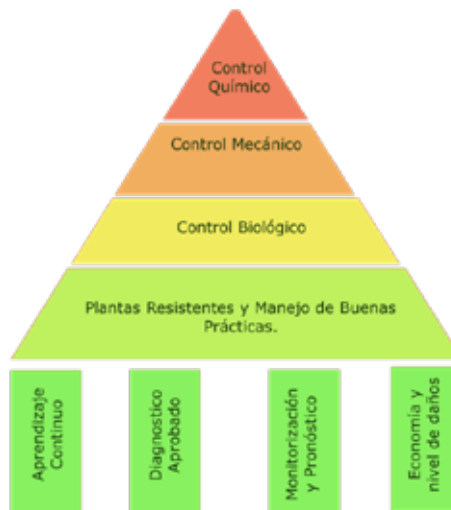 Control
Químico
Control Mecánico
Control Biológico
Plantas Resistentes y Manejo de Buenas
Prácticas.
Aprendizaje
Continuo
Diagnostico
Aprobado
Monitorización
y Pronóstico
Economía y
nivel de daños